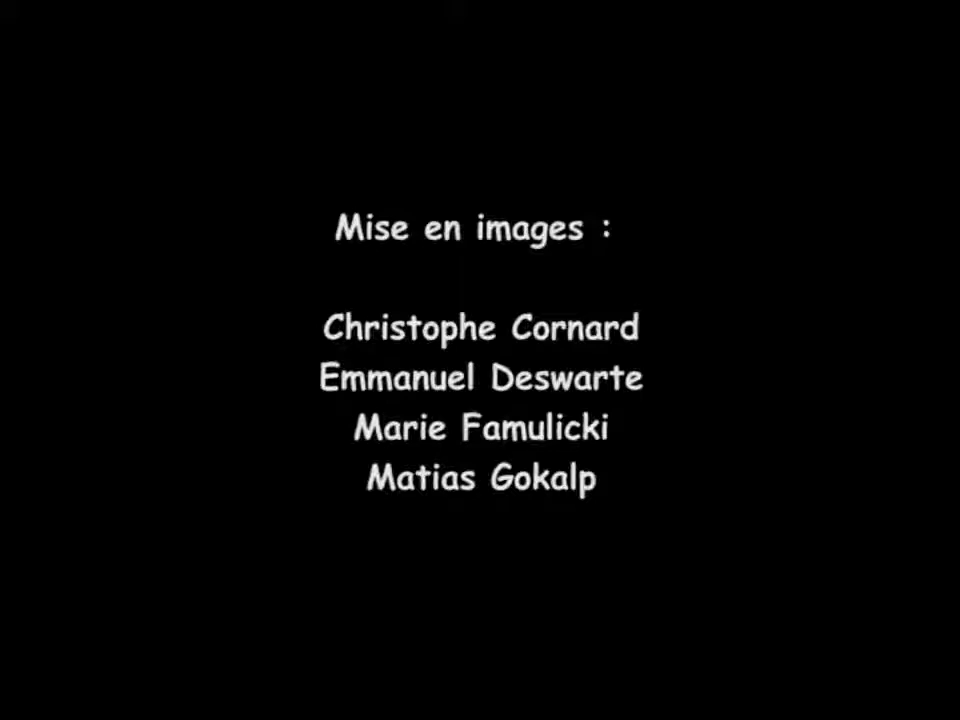 Mise en images :
Christophe Cornard
Emmanuel Deswarte
Marie Famulicki
Matias Gokalp